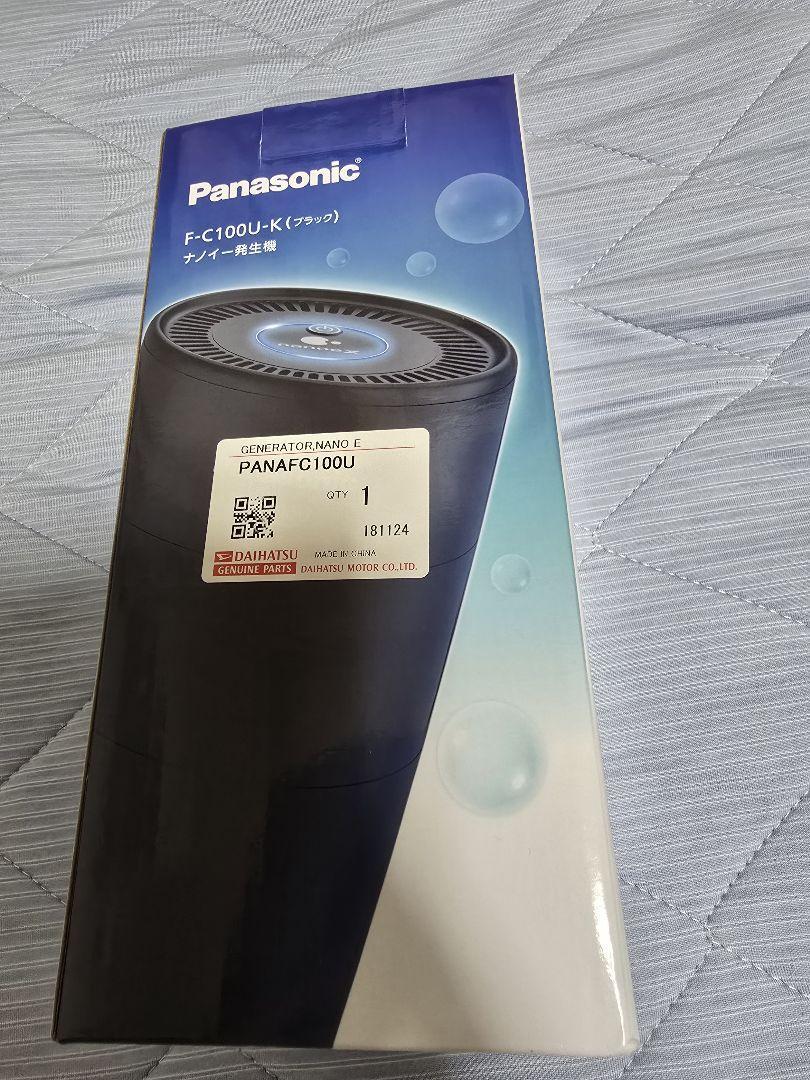 Panasonic®
F-C100U-K(ブラック)
ナノイー発生機
nanoe X
GENERATOR,NANO E
PANAFC100U
QTY 1
181124
DAIHATSU MADE IN CHINA
GENUINE PARTS DAIHATSU MOTOR CO.,LTD.